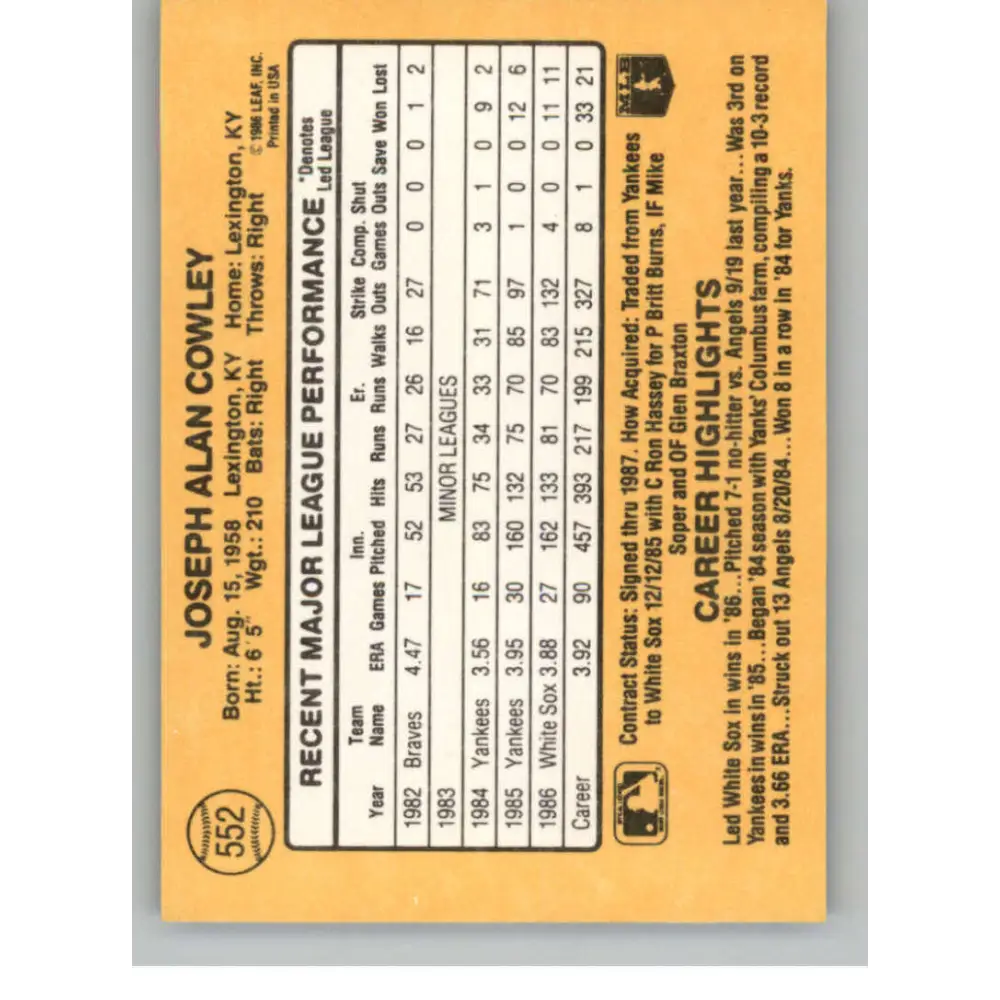 552
JOSEPH ALAN COWLEY
Born: Aug. 15, 1958 Lexington, KY Home: Lexington, KY
Ht.: 6'5" Wgt.: 210 Bats: Right Throws: Right
© 1986 LEAF, INC.
Printed in USA
RECENT MAJOR LEAGUE PERFORMANCE *Denotes Led League
Team Inn. Er. Strike Comp. Shut
Year Name ERA Games Pitched Hits Runs Runs Walks Outs Games Outs Save Won Lost
1982 Braves 4.47 17 52 53 27 26 16 27 0 0 0 1 2
1983 MINOR LEAGUES
1984 Yankees 3.56 16 83 75 34 33 31 71 3 1 0 9 2
1985 Yankees 3.95 30 160 132 75 70 85 97 1 0 0 12 6
1986 White Sox 3.88 27 162 133 81 70 83 132 4 0 0 11 11
Career 3.92 90 457 393 217 199 215 327 8 1 0 33 21
Contract Status: Signed thru 1987. How Acquired: Traded from Yankees
to White Sox 12/12/85 with C Ron Hassey for P Britt Burns, IF Mike
Soper and OF Glen Braxton
MLB
CAREER HIGHLIGHTS
Led White Sox in wins in '86...Pitched 7-1 no-hitter vs. Angels 9/19 last year...Was 3rd on
Yankees in wins in '85...Began '84 season with Yanks' Columbus farm, compiling a 10-3 record
and 3.66 ERA...Struck out 13 Angels 8/20/84...Won 8 in a row in '84 for Yanks.